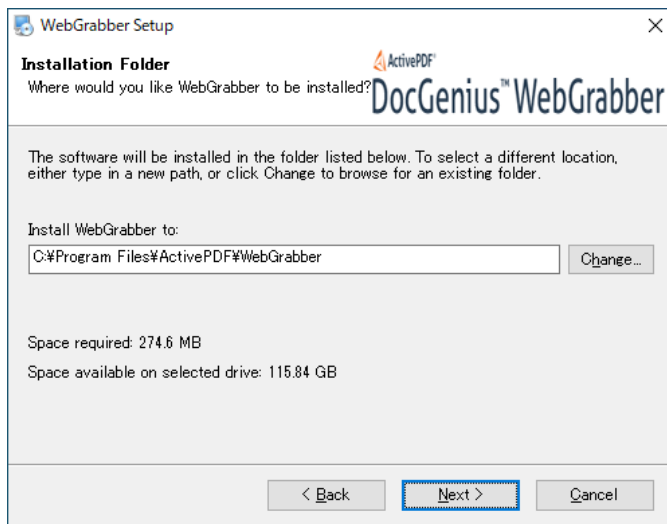 WebGrabber Setup
Installation Folder
Where would you like WebGrabber to be installed?
ActivePDF®
DocGenius™ WebGrabber
The software will be installed in the folder listed below. To select a different location,
either type in a new path, or click Change to browse for an existing folder.
Install WebGrabber to:
C:¥Program Files¥ActivePDF¥WebGrabber
Change...
Space required: 274.6 MB
Space available on selected drive: 115.84 GB
< Back
Next >
Cancel